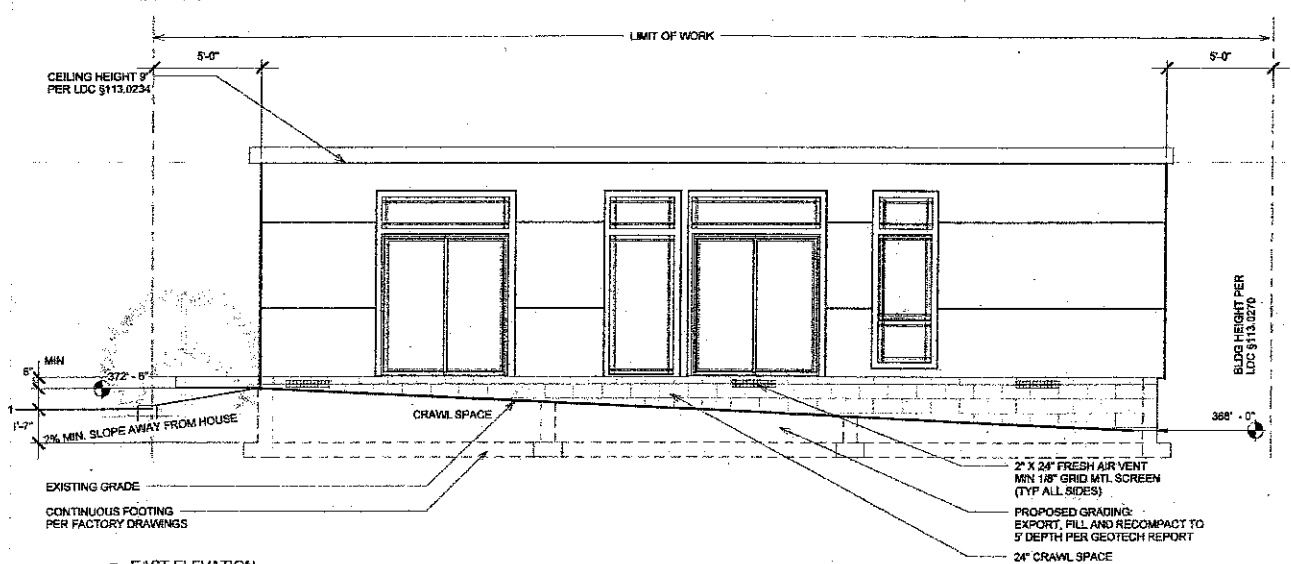 LIMIT OF WORK
5'-0"
5'-0"
CEILING HEIGHT 9'
PER LDC §113.0234
BLDG HEIGHT PER
LDC §113.0270
MIN
6"
372' - 6"
1'-7"
2% MIN. SLOPE AWAY FROM HOUSE
CRAWL SPACE
368' - 0"
EXISTING GRADE
CONTINUOUS FOOTING
PER FACTORY DRAWINGS
2" X 24" FRESH AIR VENT
MIN 1/8" GRID MTL SCREEN
(TYP ALL SIDES)
PROPOSED GRADING:
EXPORT, FILL AND RECOMPACT TO
5' DEPTH PER GEOTECH REPORT
24" CRAWL SPACE
EAST ELEVATION